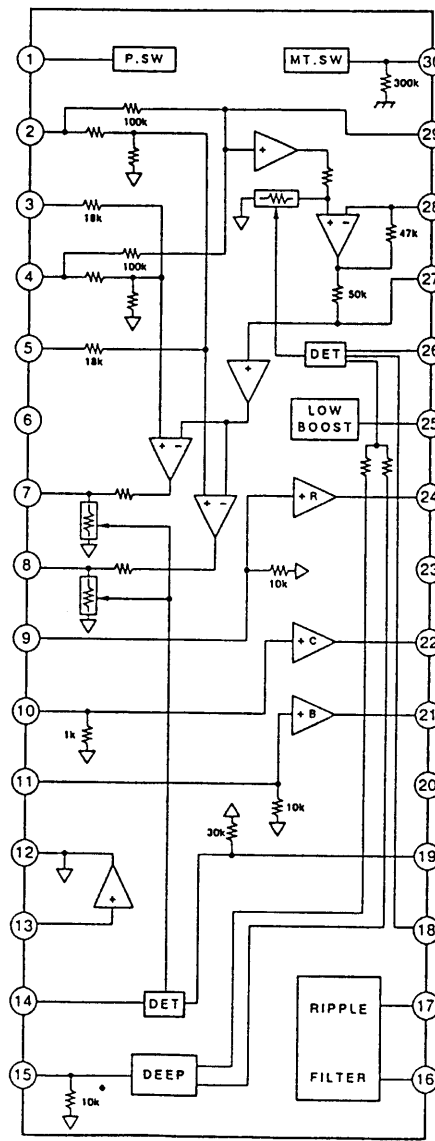 1
P.SW
MT.SW
30
300k
100k
2
29
3
18k
28
47k
+
+ -
100k
4
50k
27
5
18k
DET
26
6
LOW
BOOST
25
+ -
7
+ -
+ R
24
8
10k
23
9
+ C
22
10
1k
+ B
21
11
10k
20
30k
12
19
+
13
18
14
DET
RIPPLE
FILTER
17
15
10k
DEEP
16